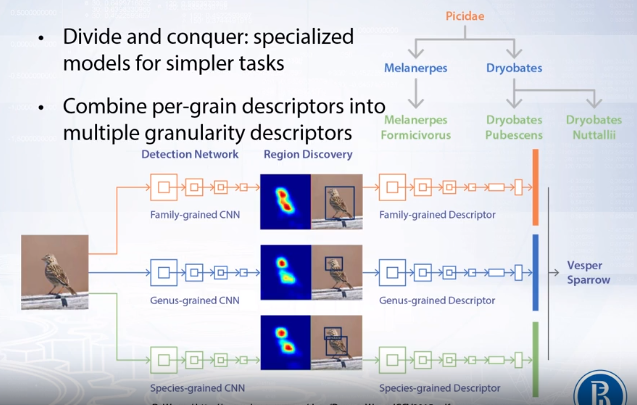 Picidae
• Divide and conquer: specialized
models for simpler tasks
Melanerpes Dryobates
• Combine per-grain descriptors into
multiple granularity descriptors
Melanerpes Formicivorus
Dryobates Pubescens
Dryobates Nuttallii
Detection Network Region Discovery
Family-grained CNN Family-grained Descriptor
Genus-grained CNN Genus-grained Descriptor
Vesper
Sparrow
Species-grained CNN Species-grained Descriptor